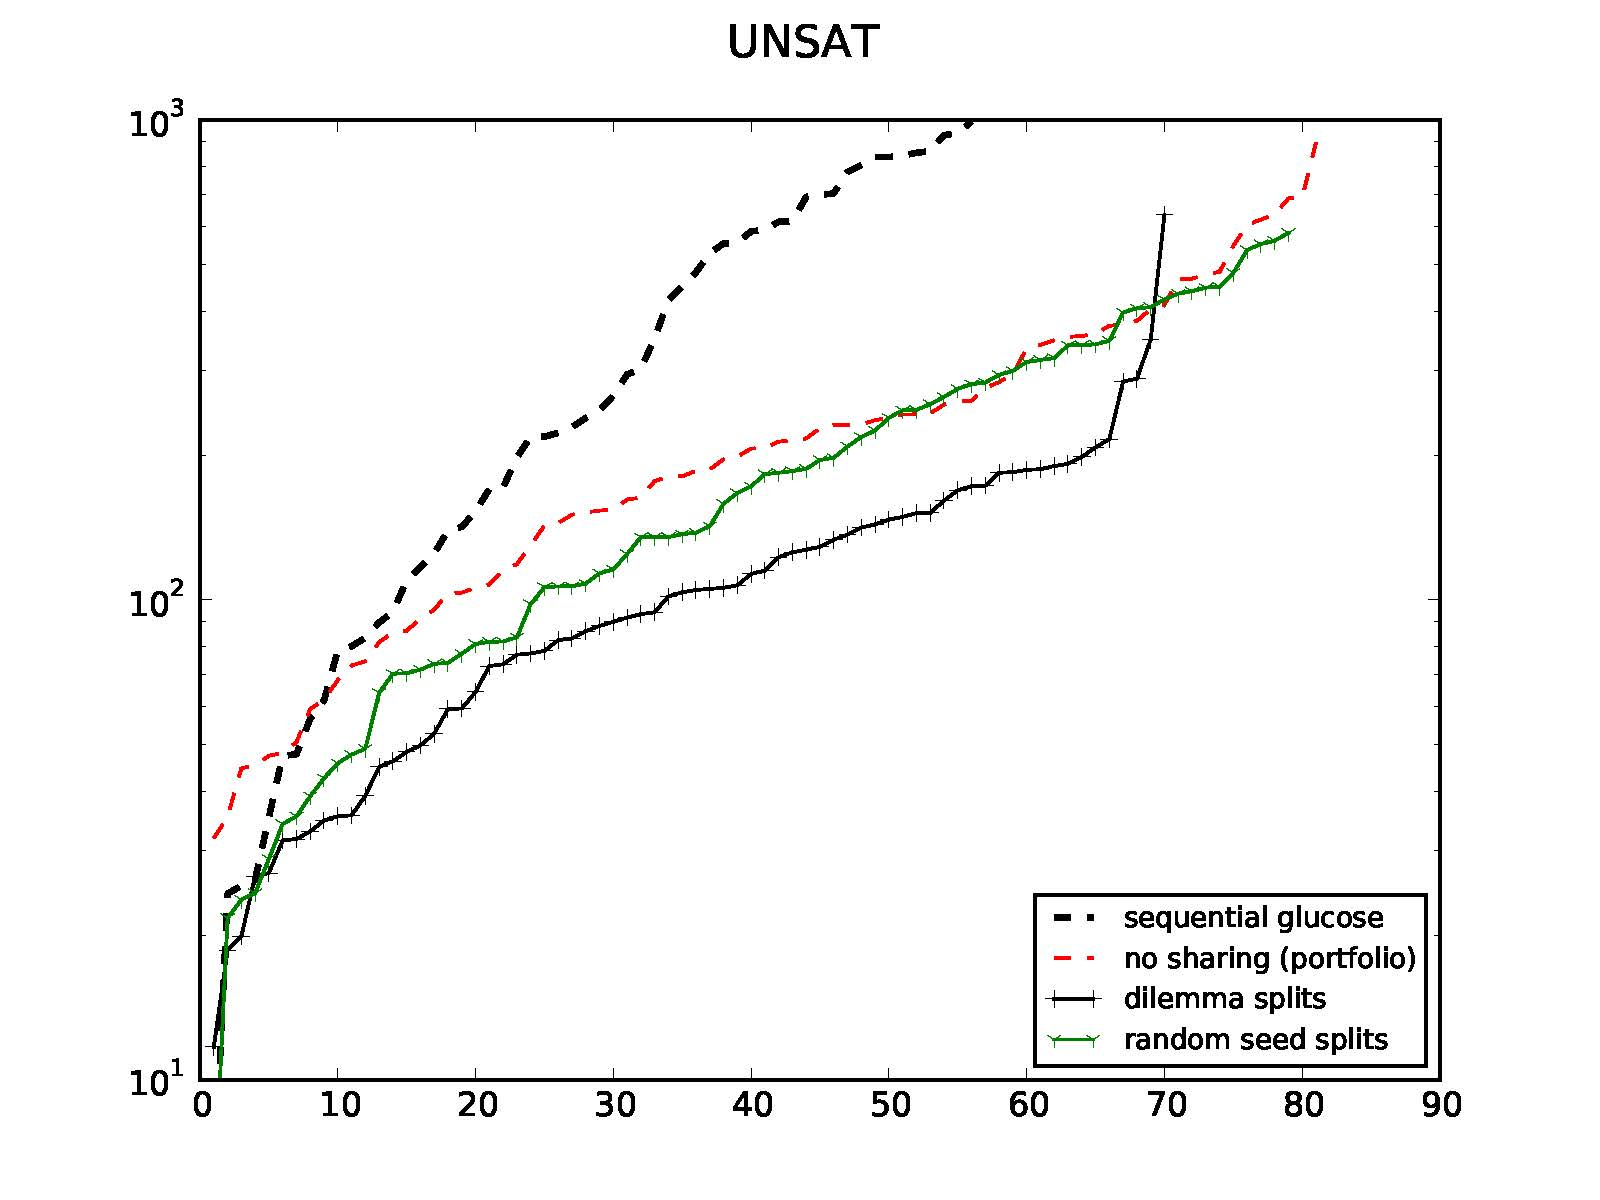 UNSAT
10³
10²
10¹
0 10 20 30 40 50 60 70 80 90
sequential glucose
no sharing (portfolio)
dilemma splits
random seed splits